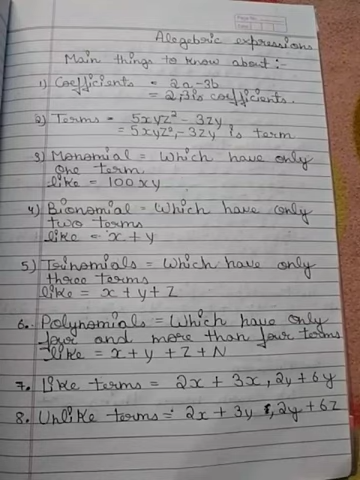 Alegebric expressions
Main things to know about :-
1) Coefficients = 2a - 3b
= 2,3 is coefficients.
2) Terms = 5xyz² - 3zy
= 5xyz², - 3zy is term
3) Monomial = Which have only
one term
like = 100xy
4) Bionomial = Which have only
two terms
like = x + y
5) Trinomials = Which have only
three terms
like = x + y + z
6. Polynomials = Which have only
four and more than four terms
like = x + y + z + N
7. Like terms = 2x + 3x, 2y + 6y
8. Unlike terms = 2x + 3y, 2y + 6z